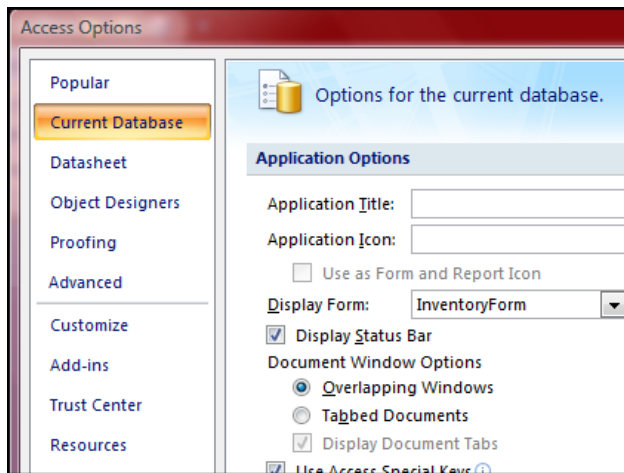 Access Options
Popular
Current Database
Datasheet
Object Designers
Proofing
Advanced
Customize
Add-ins
Trust Center
Resources
Options for the current database.
Application Options
Application Title:
Application Icon:
Use as Form and Report Icon
Display Form: InventoryForm
Display Status Bar
Document Window Options
Overlapping Windows
Tabbed Documents
Display Document Tabs
Use Access Special Keys